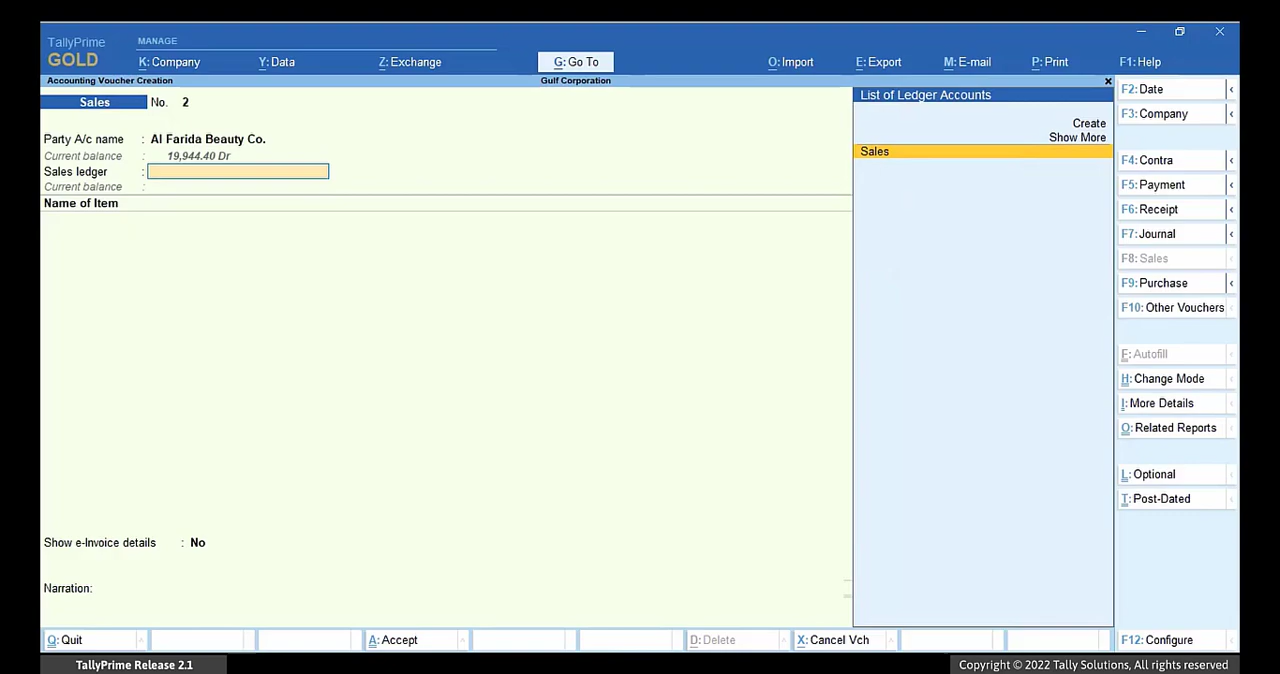 TallyPrime
GOLD
MANAGE
K: Company
Y: Data
Z: Exchange
G: Go To
O: Import
E: Export
M: E-mail
P: Print
F1: Help
Accounting Voucher Creation
Gulf Corporation
Sales No. 2
Party A/c name : Al Farida Beauty Co.
Current balance : 19,944.40 Dr
Sales ledger :
Current balance :
Name of Item
Show e-Invoice details : No
Narration:
List of Ledger Accounts
Create
Show More
Sales
F2: Date
F3: Company
F4: Contra
F5: Payment
F6: Receipt
F7: Journal
F8: Sales
F9: Purchase
F10: Other Vouchers
F: Autofill
H: Change Mode
I: More Details
O: Related Reports
L: Optional
T: Post-Dated
Q: Quit
A: Accept
D: Delete
X: Cancel Vch
F12: Configure
TallyPrime Release 2.1
Copyright © 2022 Tally Solutions, All rights reserved